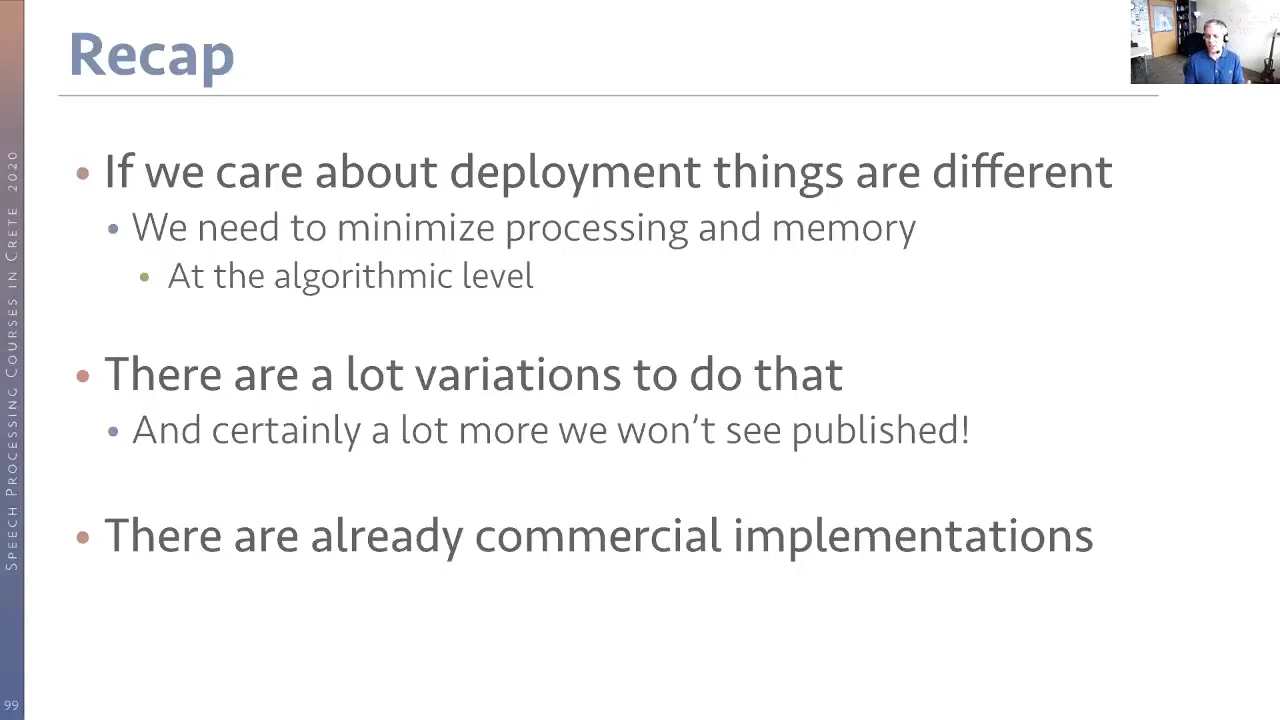 Recap
If we care about deployment things are different
We need to minimize processing and memory
At the algorithmic level
There are a lot variations to do that
And certainly a lot more we won't see published!
There are already commercial implementations
Speech Processing Courses in Crete 2020
99